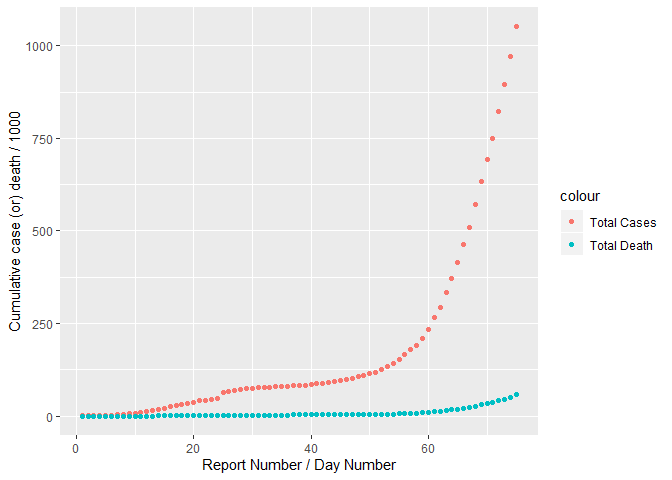 1000
750
500
250
0
Cumulative case (or) death / 1000
0
20
40
60
Report Number / Day Number
colour
Total Cases
Total Death